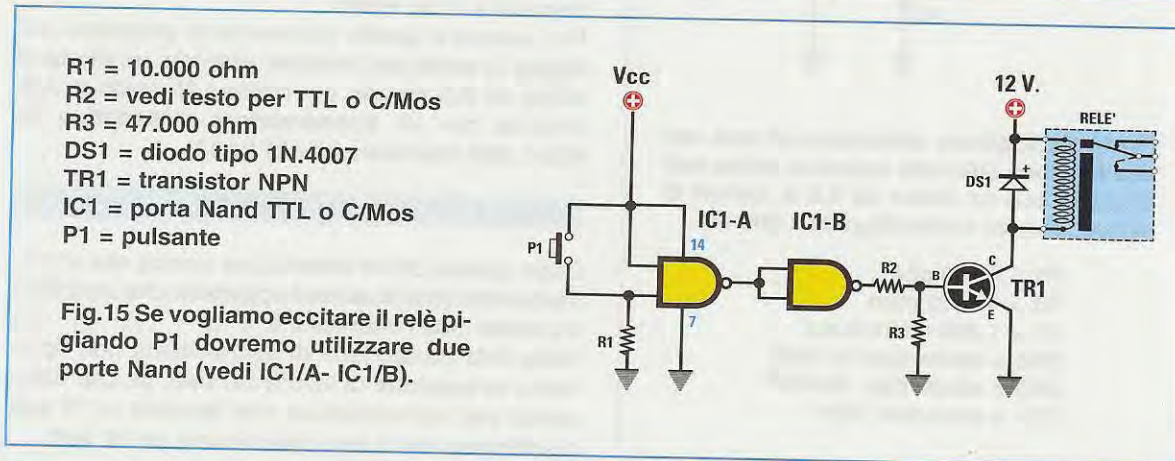 R1 = 10.000 ohm
R2 = vedi testo per TTL o C/Mos
R3 = 47.000 ohm
DS1 = diodo tipo 1N.4007
TR1 = transistor NPN
IC1 = porta Nand TTL o C/Mos
P1 = pulsante
Fig.15 Se vogliamo eccitare il relè pi-
giando P1 dovremo utilizzare due
porte Nand (vedi IC1/A- IC1/B).
Vcc
12 V.
RELE'
DS1
+
IC1-A
IC1-B
14
P1
7
R1
R2
R3
B
C
E
TR1